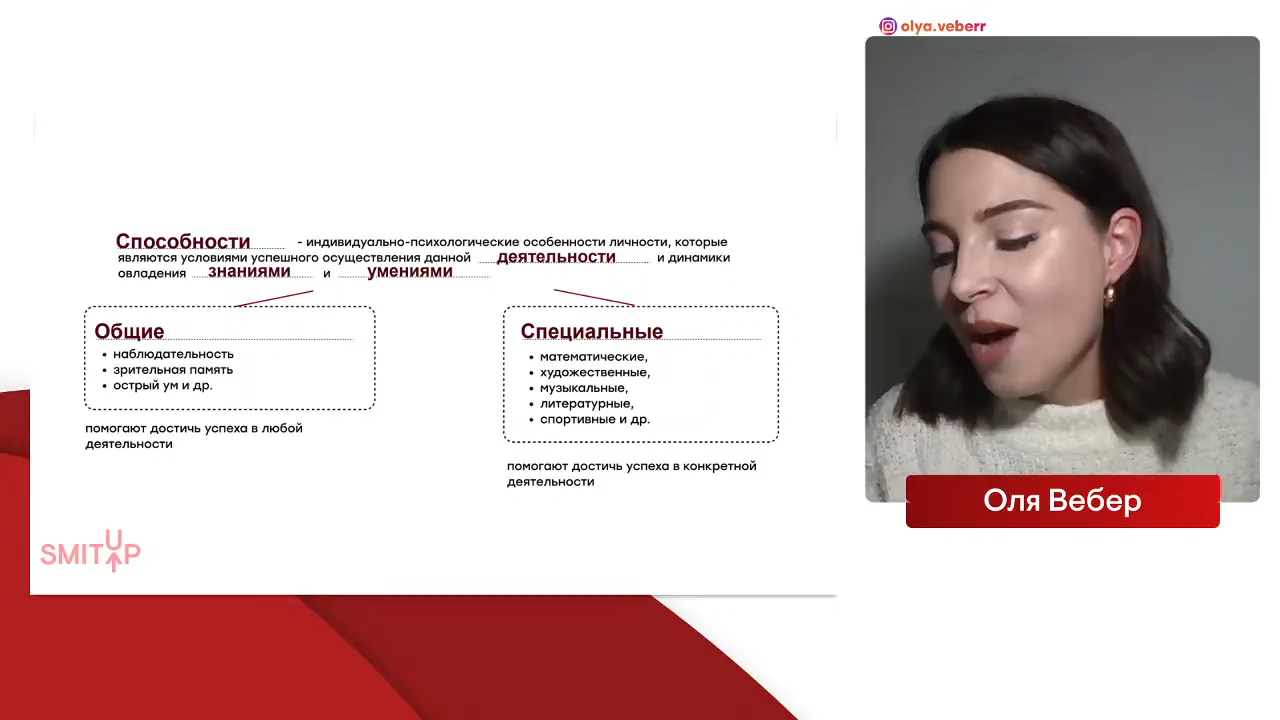 olya.veberr
Способности - индивидуально-психологические особенности личности, которые
являются условиями успешного осуществления данной деятельности и динамики
овладения знаниями и умениями
Общие
• наблюдательность
• зрительная память
• острый ум и др.
помогают достичь успеха в любой
деятельности
Специальные
• математические,
• художественные,
• музыкальные,
• литературные,
• спортивные и др.
помогают достичь успеха в конкретной
деятельности
SMITUP
Оля Вебер